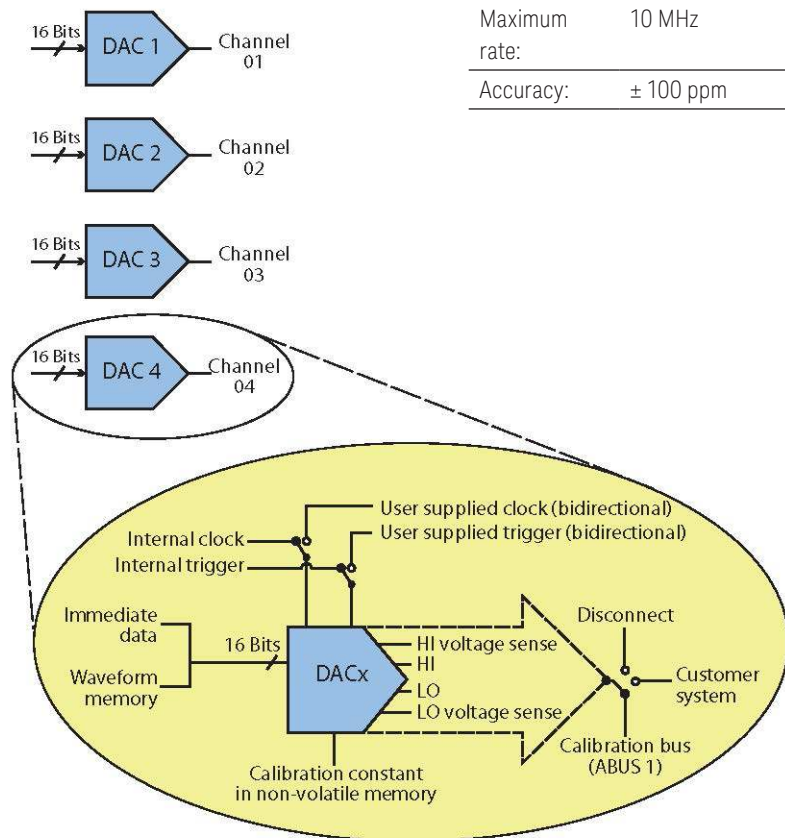 Maximum rate: 10 MHz
Accuracy: ± 100 ppm
16 Bits
DAC 1
Channel
01
16 Bits
DAC 2
Channel
02
16 Bits
DAC 3
Channel
03
16 Bits
DAC 4
Channel
04
User supplied clock (bidirectional)
Internal clock
User supplied trigger (bidirectional)
Internal trigger
Immediate
data
16 Bits
Waveform
memory
DACx
HI voltage sense
HI
LO
LO voltage sense
Disconnect
Customer
system
Calibration bus
(ABUS 1)
Calibration constant
in non-volatile memory